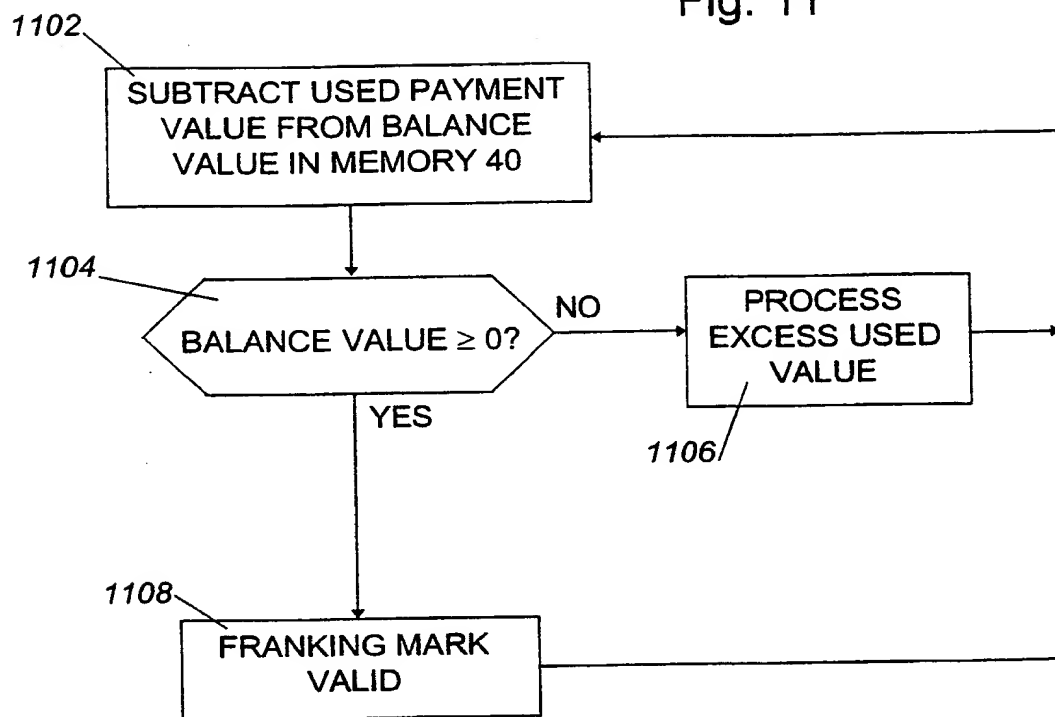 Fig. 11
1102
SUBTRACT USED PAYMENT
VALUE FROM BALANCE
VALUE IN MEMORY 40
1104
BALANCE VALUE ≥ 0?
NO
PROCESS
EXCESS USED
VALUE
YES
1106
1108
FRANKING MARK
VALID